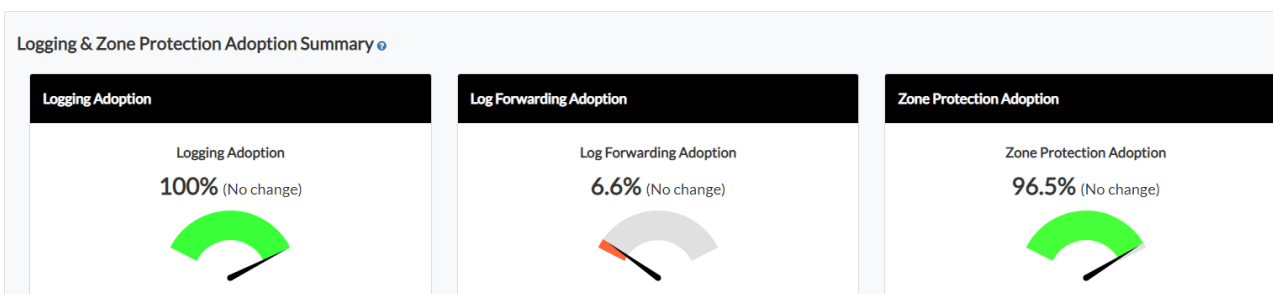 Logging & Zone Protection Adoption Summary
Logging Adoption
Logging Adoption
100% (No change)
Log Forwarding Adoption
Log Forwarding Adoption
6.6% (No change)
Zone Protection Adoption
Zone Protection Adoption
96.5% (No change)